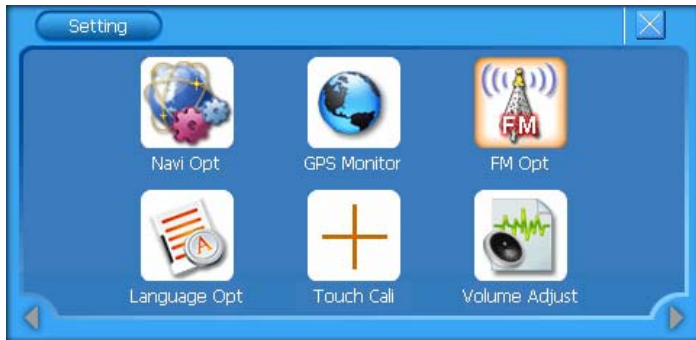 Setting
Navi Opt
GPS Monitor
FM
FM Opt
A
Language Opt
Touch Cali
Volume Adjust